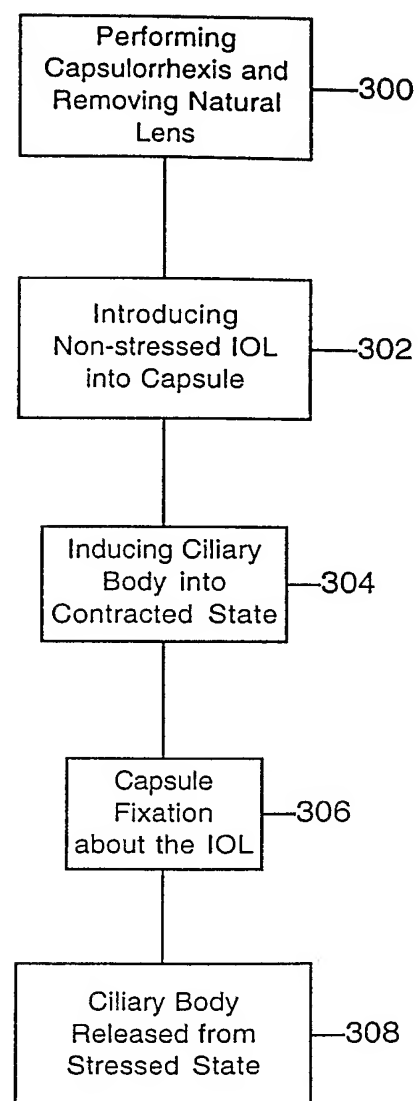 Performing
Capsulorrhexis and
Removing Natural
Lens
300
Introducing
Non-stressed IOL
into Capsule
302
Inducing Ciliary
Body into
Contracted State
304
Capsule
Fixation
about the IOL
306
Ciliary Body
Released from
Stressed State
308